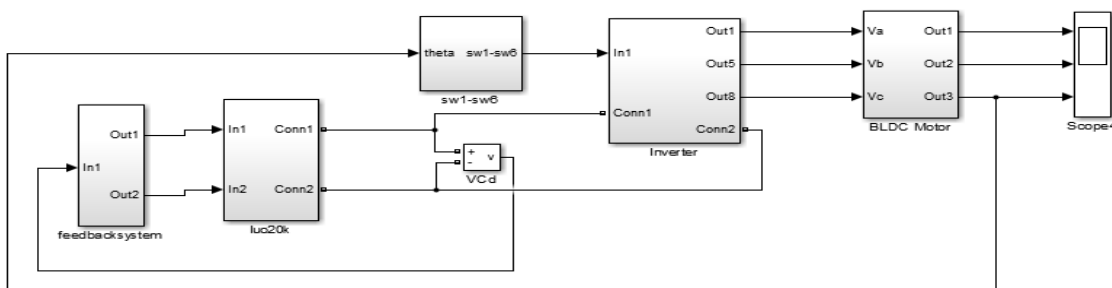 theta sw1-sw6
sw1-sw6
In1
Conn1
Out1
Out5
Out8
Conn2
Inverter
Va
Vb
Vc
Out1
Out2
Out3
BLDC Motor
Scope4
In1
Out1
Out2
feedbacksystem
In1
In2
Conn1
Conn2
luo20k
+
-
v
VCd